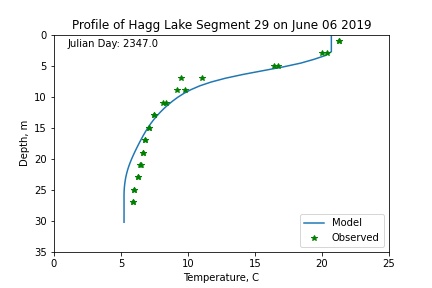 Profile of Hagg Lake Segment 29 on June 06 2019
Julian Day: 2347.0
0
5
10
15
20
25
30
35
Depth, m
Model
Observed
0
5
10
15
20
25
Temperature, C